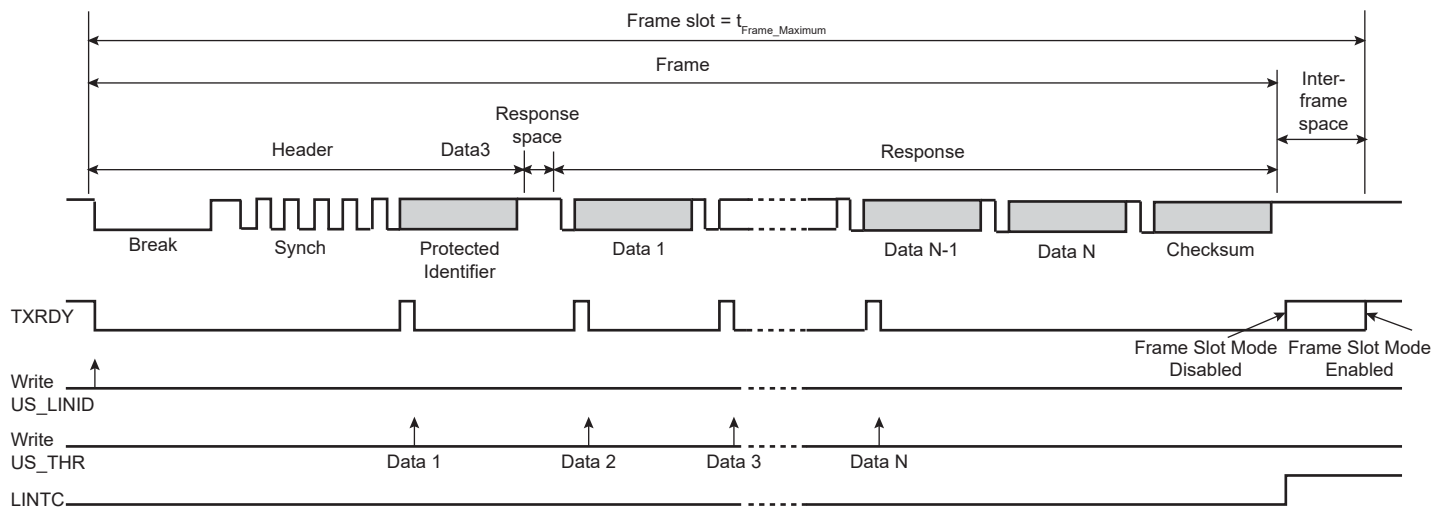 Frame slot = tFrame_Maximum
Frame
Inter-
frame
space
Response
space
Header
Data3
Response
Break
Synch
Protected
Identifier
Data 1
Data N-1
Data N
Checksum
TXRDY
Frame Slot Mode
Disabled
Frame Slot Mode
Enabled
Write
US_LINID
Write
US_THR
Data 1
Data 2
Data 3
Data N
LINTC